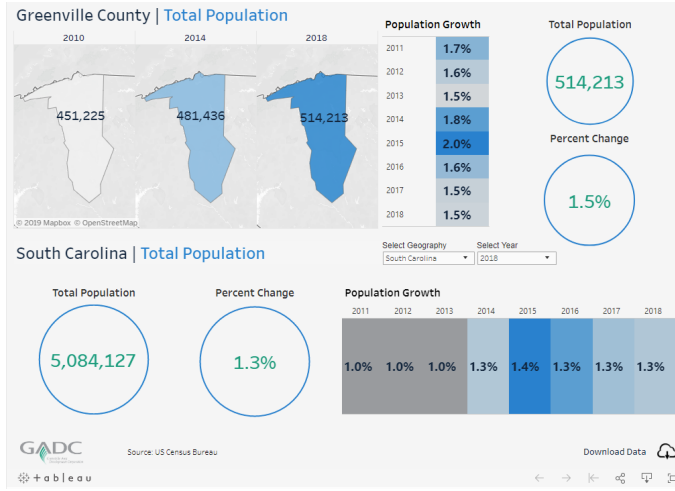 Greenville County | Total Population
2010
2014
2018
451,225
481,436
514,213
© 2019 Mapbox © OpenStreetMap
Population Growth
2011 1.7%
2012 1.6%
2013 1.5%
2014 1.8%
2015 2.0%
2016 1.6%
2017 1.5%
2018 1.5%
Total Population
514,213
Percent Change
1.5%
South Carolina | Total Population
Select Geography Select Year
South Carolina 2018
Total Population
5,084,127
Percent Change
1.3%
Population Growth
2011 2012 2013 2014 2015 2016 2017 2018
1.0% 1.0% 1.0% 1.3% 1.4% 1.3% 1.3% 1.3%
GADC
Source: US Census Bureau
Download Data
+ableau